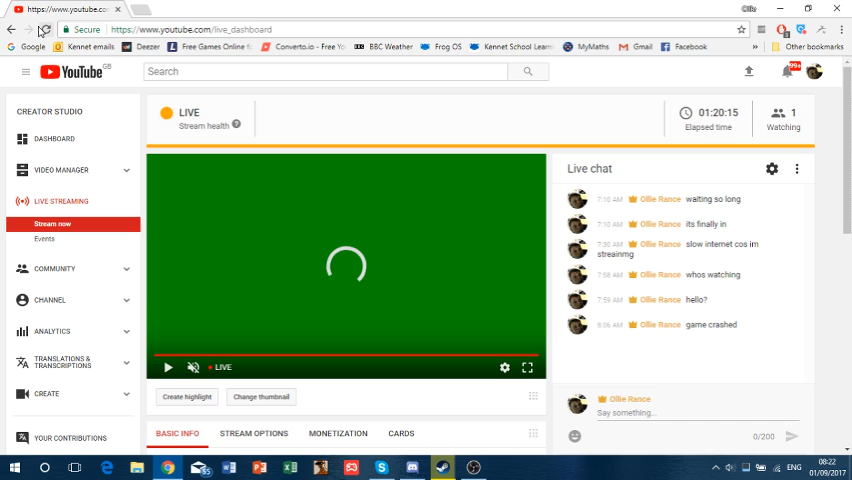 https://www.youtube.co
Ollie
Secure https://www.youtube.com/live_dashboard
Google Kennet emails Deezer Free Games Online fo Converto.io - Free Yo BBC Weather Frog OS Kennet School Learn MyMaths Gmail Facebook Other bookmarks
YouTube GB Search 99+
CREATOR STUDIO
DASHBOARD
VIDEO MANAGER
LIVE STREAMING
Stream now
Events
COMMUNITY
CHANNEL
ANALYTICS
TRANSLATIONS &
TRANSCRIPTIONS
CREATE
YOUR CONTRIBUTIONS
LIVE
Stream health ?
01:20:15
Elapsed time
1
Watching
LIVE
Create highlight Change thumbnail
BASIC INFO STREAM OPTIONS MONETIZATION CARDS
Live chat
7:10 AM Ollie Rance waiting so long
7:10 AM Ollie Rance its finally in
7:30 AM Ollie Rance slow internet cos im
streainmg
7:58 AM Ollie Rance whos watching
7:59 AM Ollie Rance hello?
8:06 AM Ollie Rance game crashed
Ollie Rance
Say something...
0/200
ENG
08:22
01/09/2017